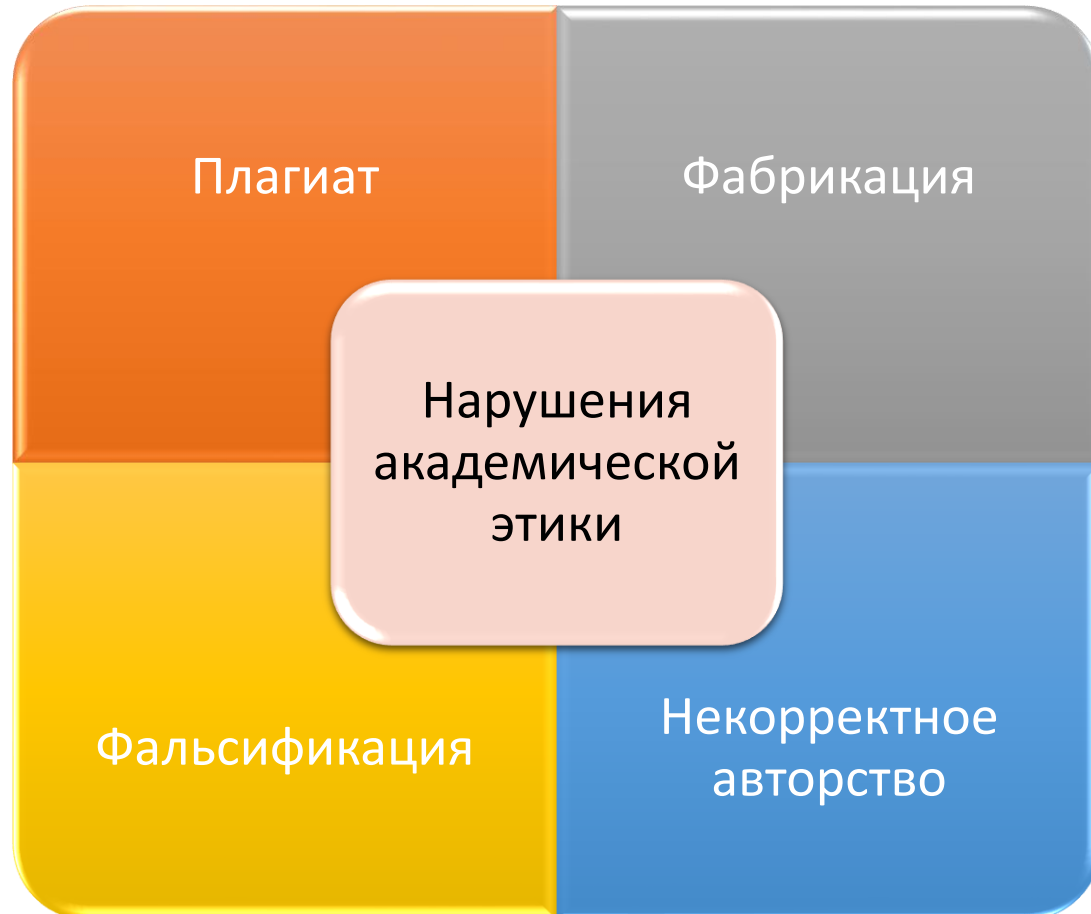 Плагиат
Фабрикация
Нарушения
академической
этики
Фальсификация
Некорректное
авторство